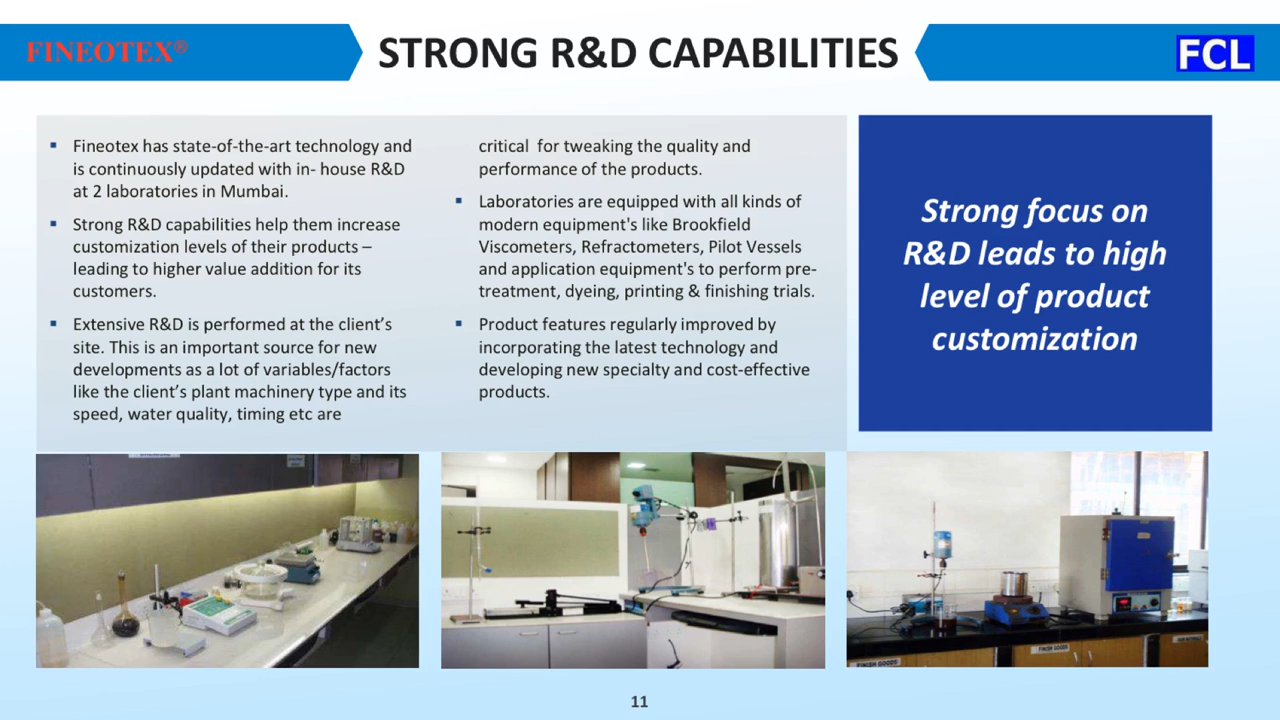 FINEOTEX®
STRONG R&D CAPABILITIES
FCL
▪ Fineotex has state-of-the-art technology and
is continuously updated with in- house R&D
at 2 laboratories in Mumbai.
▪ Strong R&D capabilities help them increase
customization levels of their products –
leading to higher value addition for its
customers.
▪ Extensive R&D is performed at the client’s
site. This is an important source for new
developments as a lot of variables/factors
like the client’s plant machinery type and its
speed, water quality, timing etc are
critical for tweaking the quality and
performance of the products.
▪ Laboratories are equipped with all kinds of
modern equipment's like Brookfield
Viscometers, Refractometers, Pilot Vessels
and application equipment's to perform pre-
treatment, dyeing, printing & finishing trials.
▪ Product features regularly improved by
incorporating the latest technology and
developing new specialty and cost-effective
products.
Strong focus on
R&D leads to high
level of product
customization
FINISH GOODS
FINISH GOODS
11